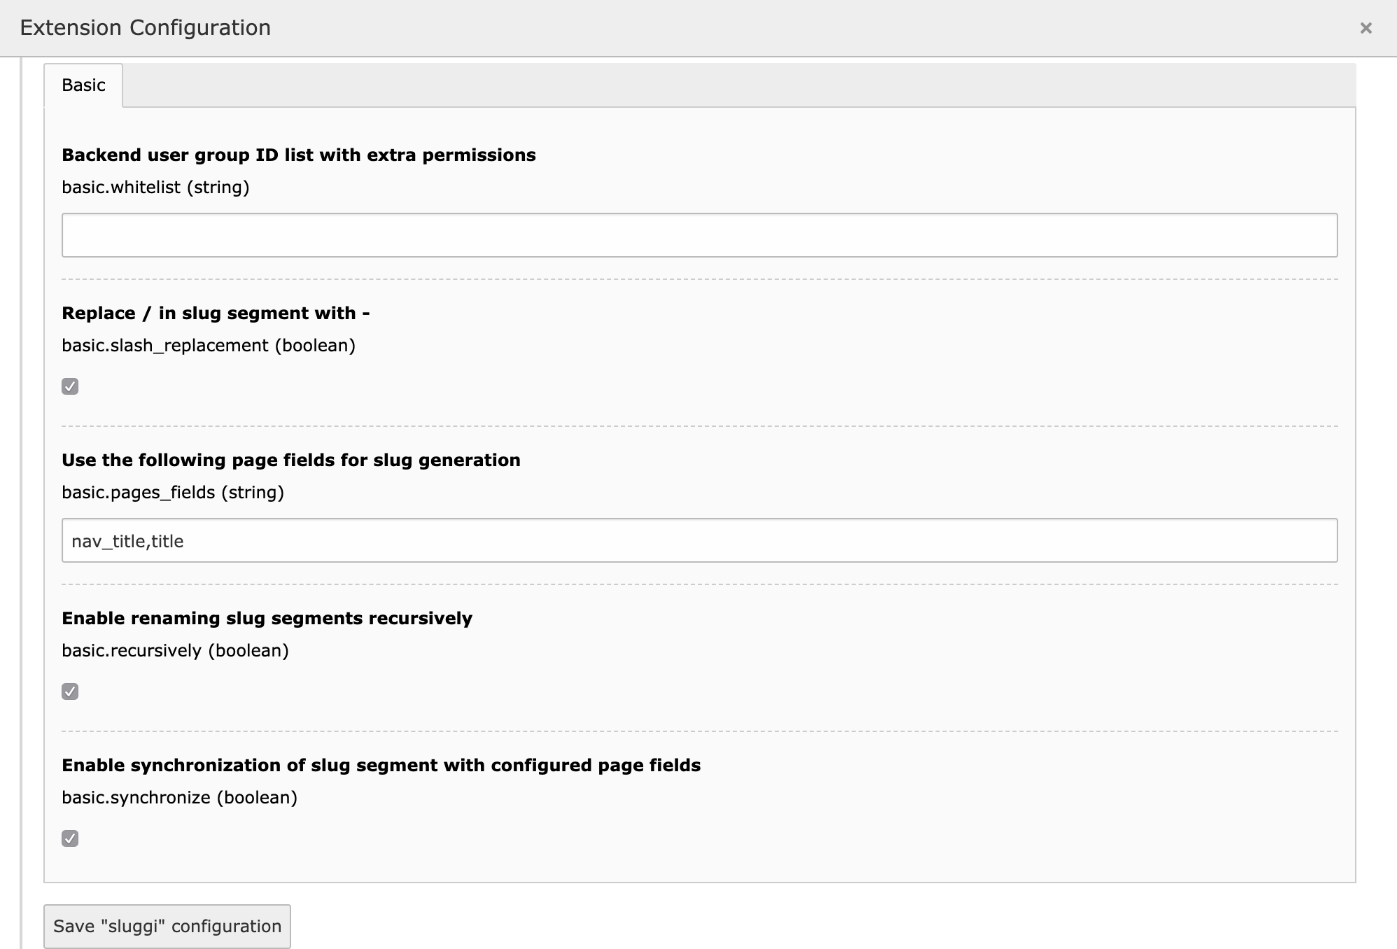 Extension Configuration
×
Basic
Backend user group ID list with extra permissions
basic.whitelist (string)
Replace / in slug segment with -
basic.slash_replacement (boolean)
Use the following page fields for slug generation
basic.pages_fields (string)
nav_title,title
Enable renaming slug segments recursively
basic.recursively (boolean)
Enable synchronization of slug segment with configured page fields
basic.synchronize (boolean)
Save "sluggi" configuration